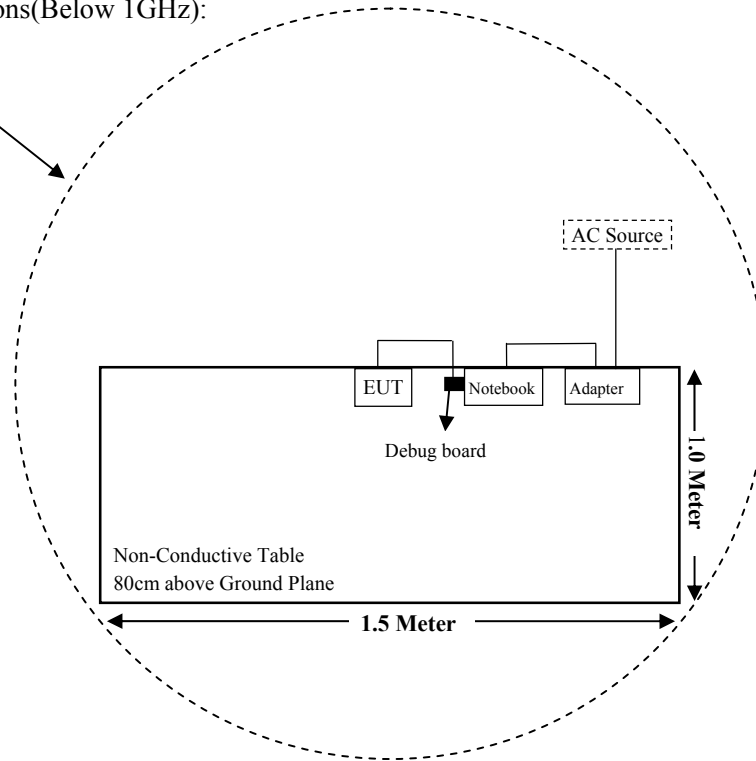 ons(Below 1GHz):
AC Source
EUT
Notebook
Adapter
Debug board
1.0 Meter
Non-Conductive Table
80cm above Ground Plane
1.5 Meter